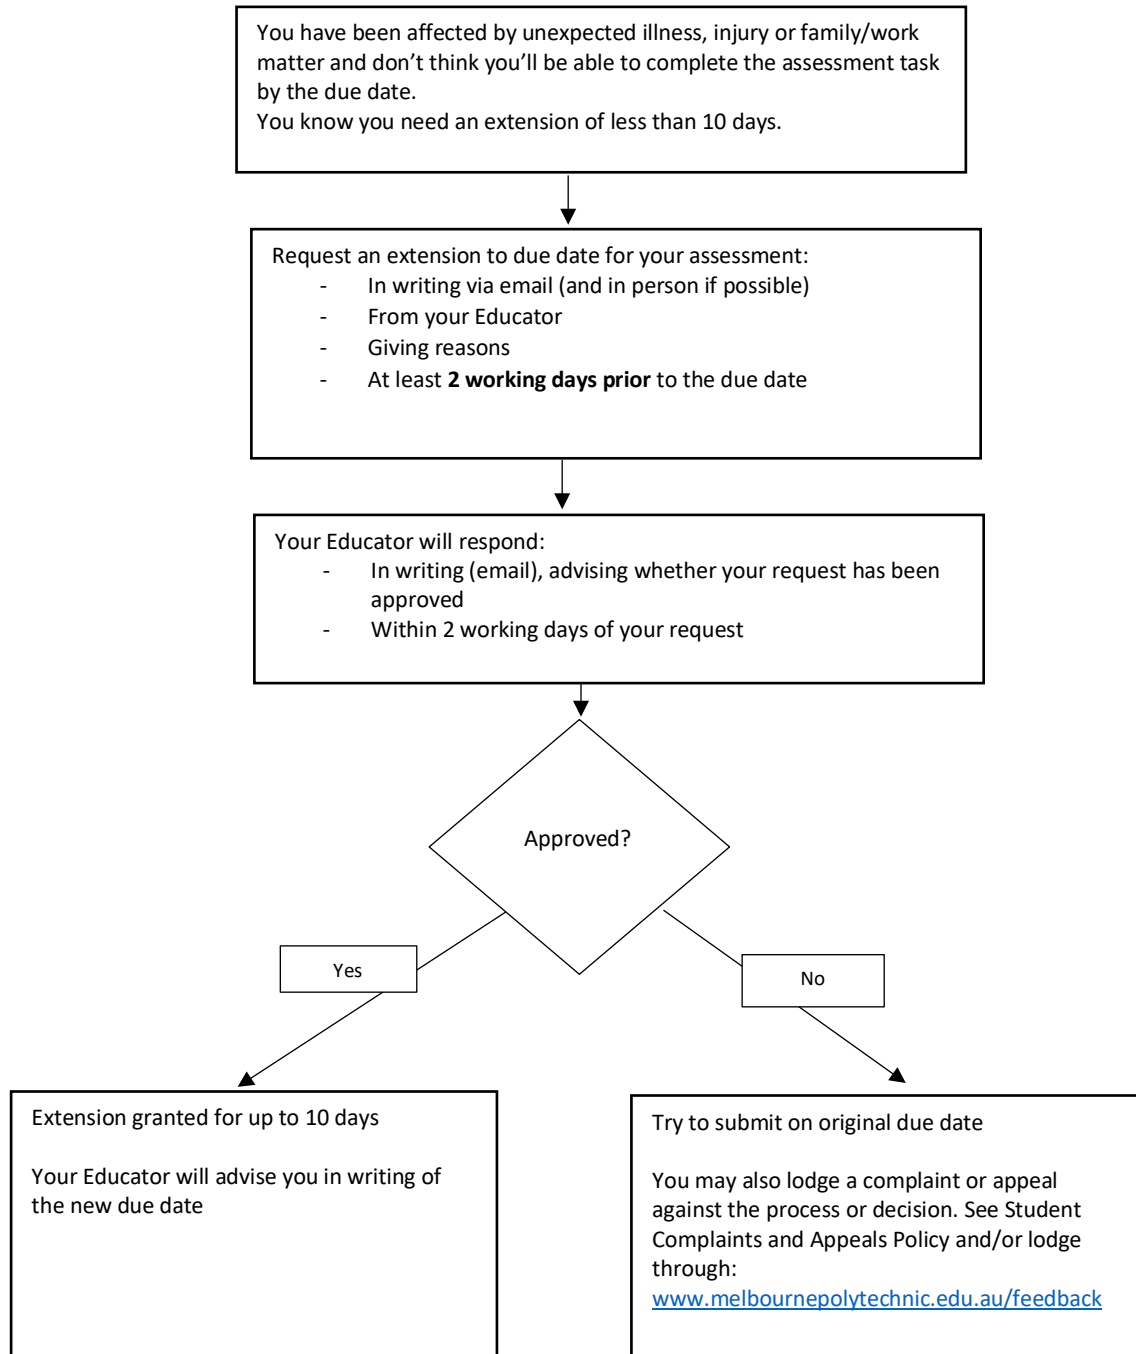 You have been affected by unexpected illness, injury or family/work
matter and don’t think you’ll be able to complete the assessment task
by the due date.
You know you need an extension of less than 10 days.
Request an extension to due date for your assessment:
- In writing via email (and in person if possible)
- From your Educator
- Giving reasons
- At least 2 working days prior to the due date
Your Educator will respond:
- In writing (email), advising whether your request has been
approved
- Within 2 working days of your request
Approved?
Yes
No
Extension granted for up to 10 days
Your Educator will advise you in writing of
the new due date
Try to submit on original due date
You may also lodge a complaint or appeal
against the process or decision. See Student
Complaints and Appeals Policy and/or lodge
through:
www.melbournepolytechnic.edu.au/feedback